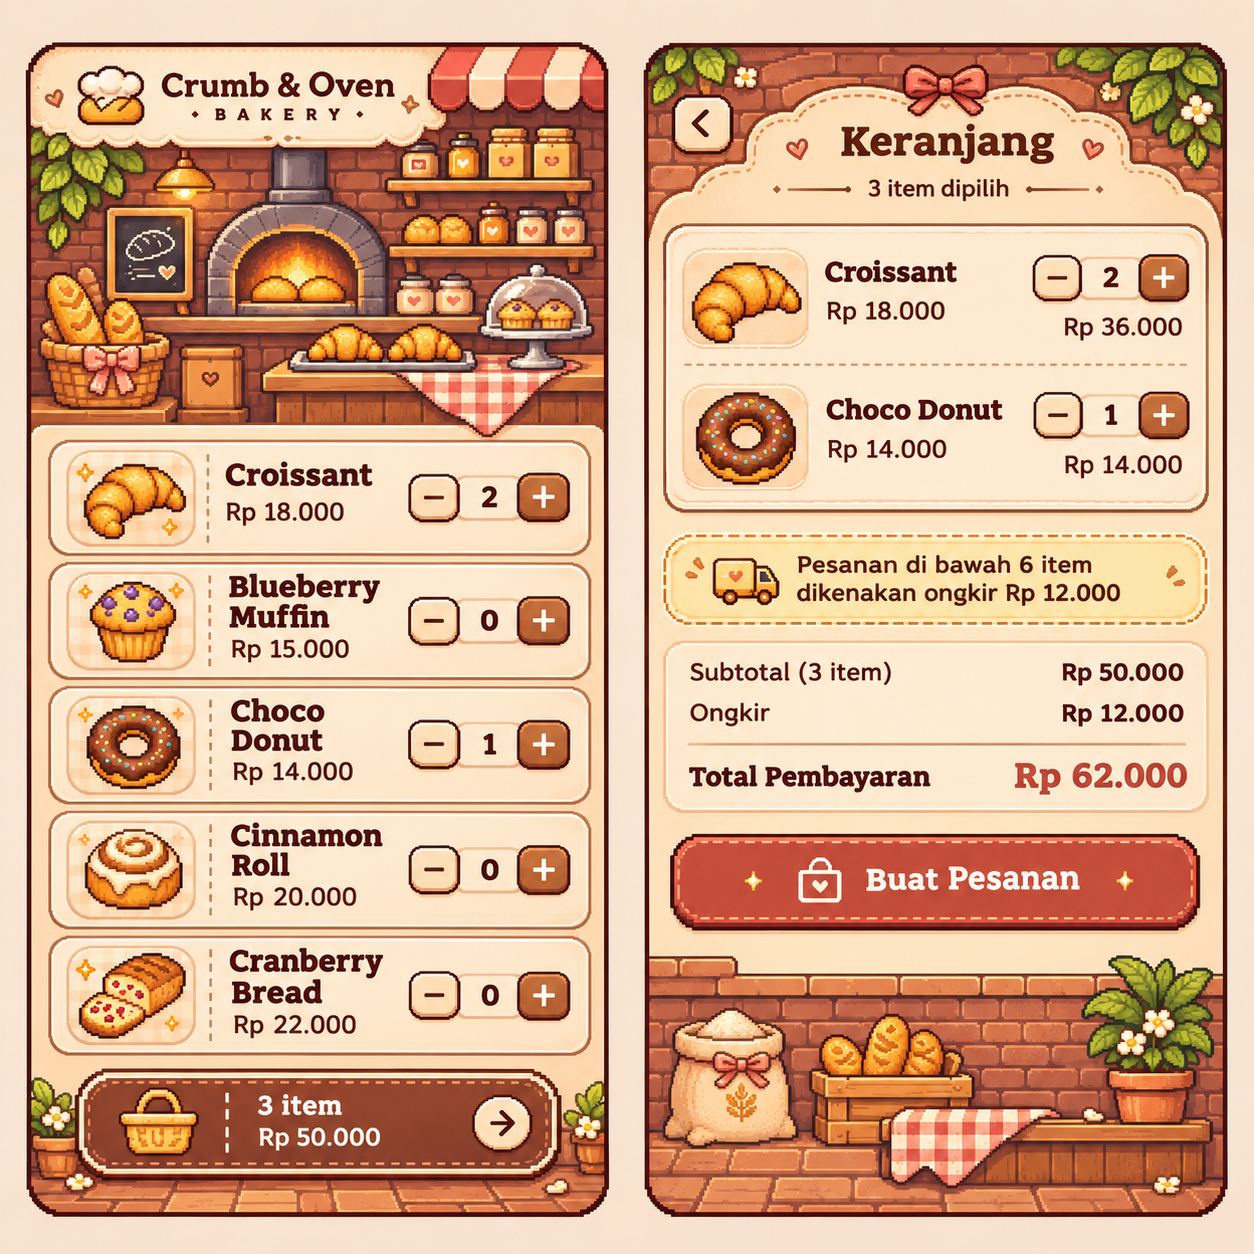 Crumb & Oven
• BAKERY •
Croissant
Rp 18.000
− 2 +
Blueberry
Muffin
Rp 15.000
− 0 +
Choco
Donut
Rp 14.000
− 1 +
Cinnamon
Roll
Rp 20.000
− 0 +
Cranberry
Bread
Rp 22.000
− 0 +
3 item
Rp 50.000
Keranjang
3 item dipilih
Croissant
Rp 18.000
− 2 +
Rp 36.000
Choco Donut
Rp 14.000
− 1 +
Rp 14.000
Pesanan di bawah 6 item
dikenakan ongkir Rp 12.000
Subtotal (3 item) Rp 50.000
Ongkir Rp 12.000
Total Pembayaran Rp 62.000
Buat Pesanan